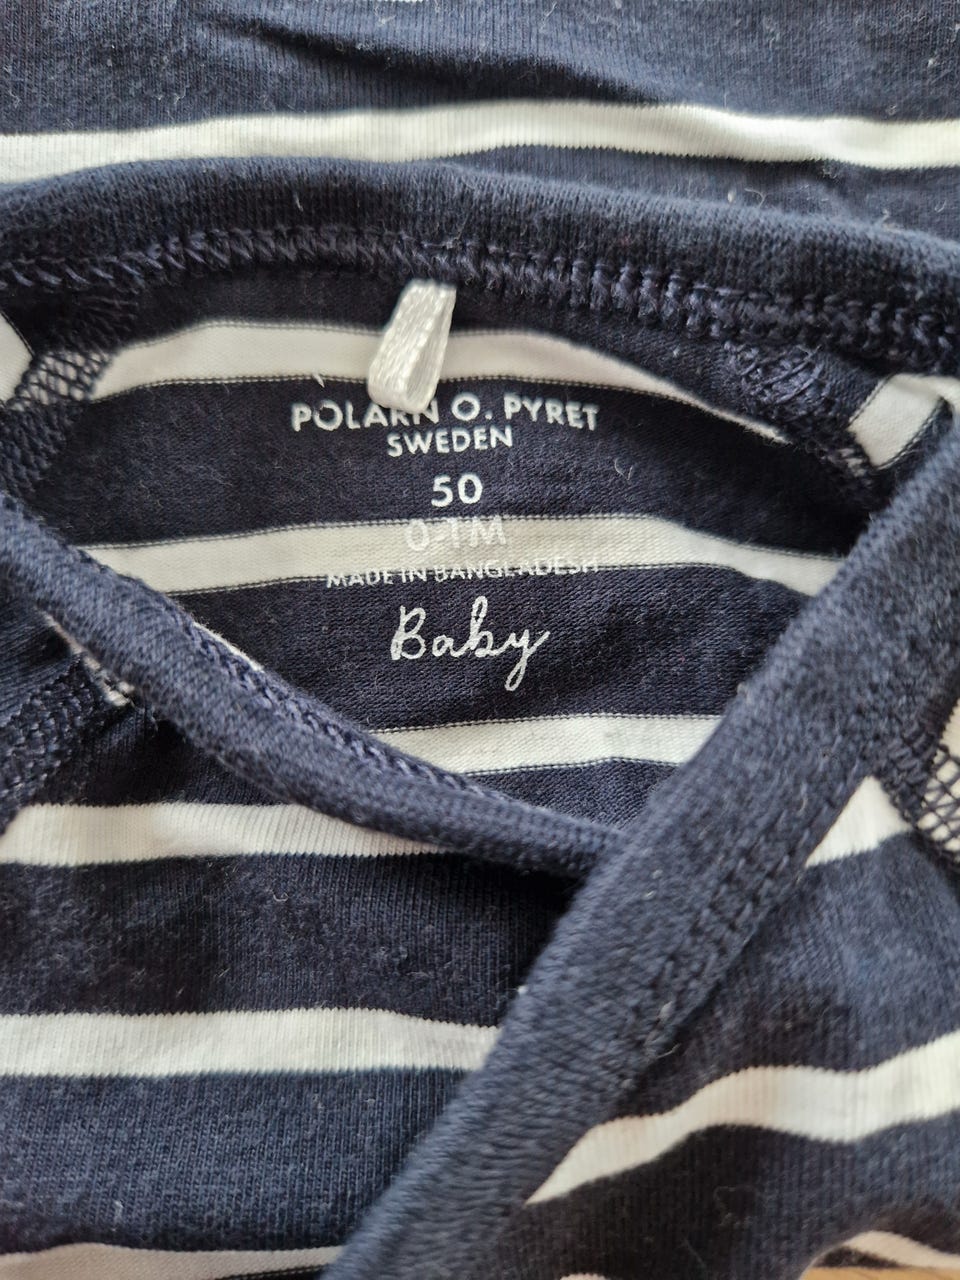 POLARN O. PYRET
SWEDEN
50
0-1M
MADE IN BANGLADESH
Baby